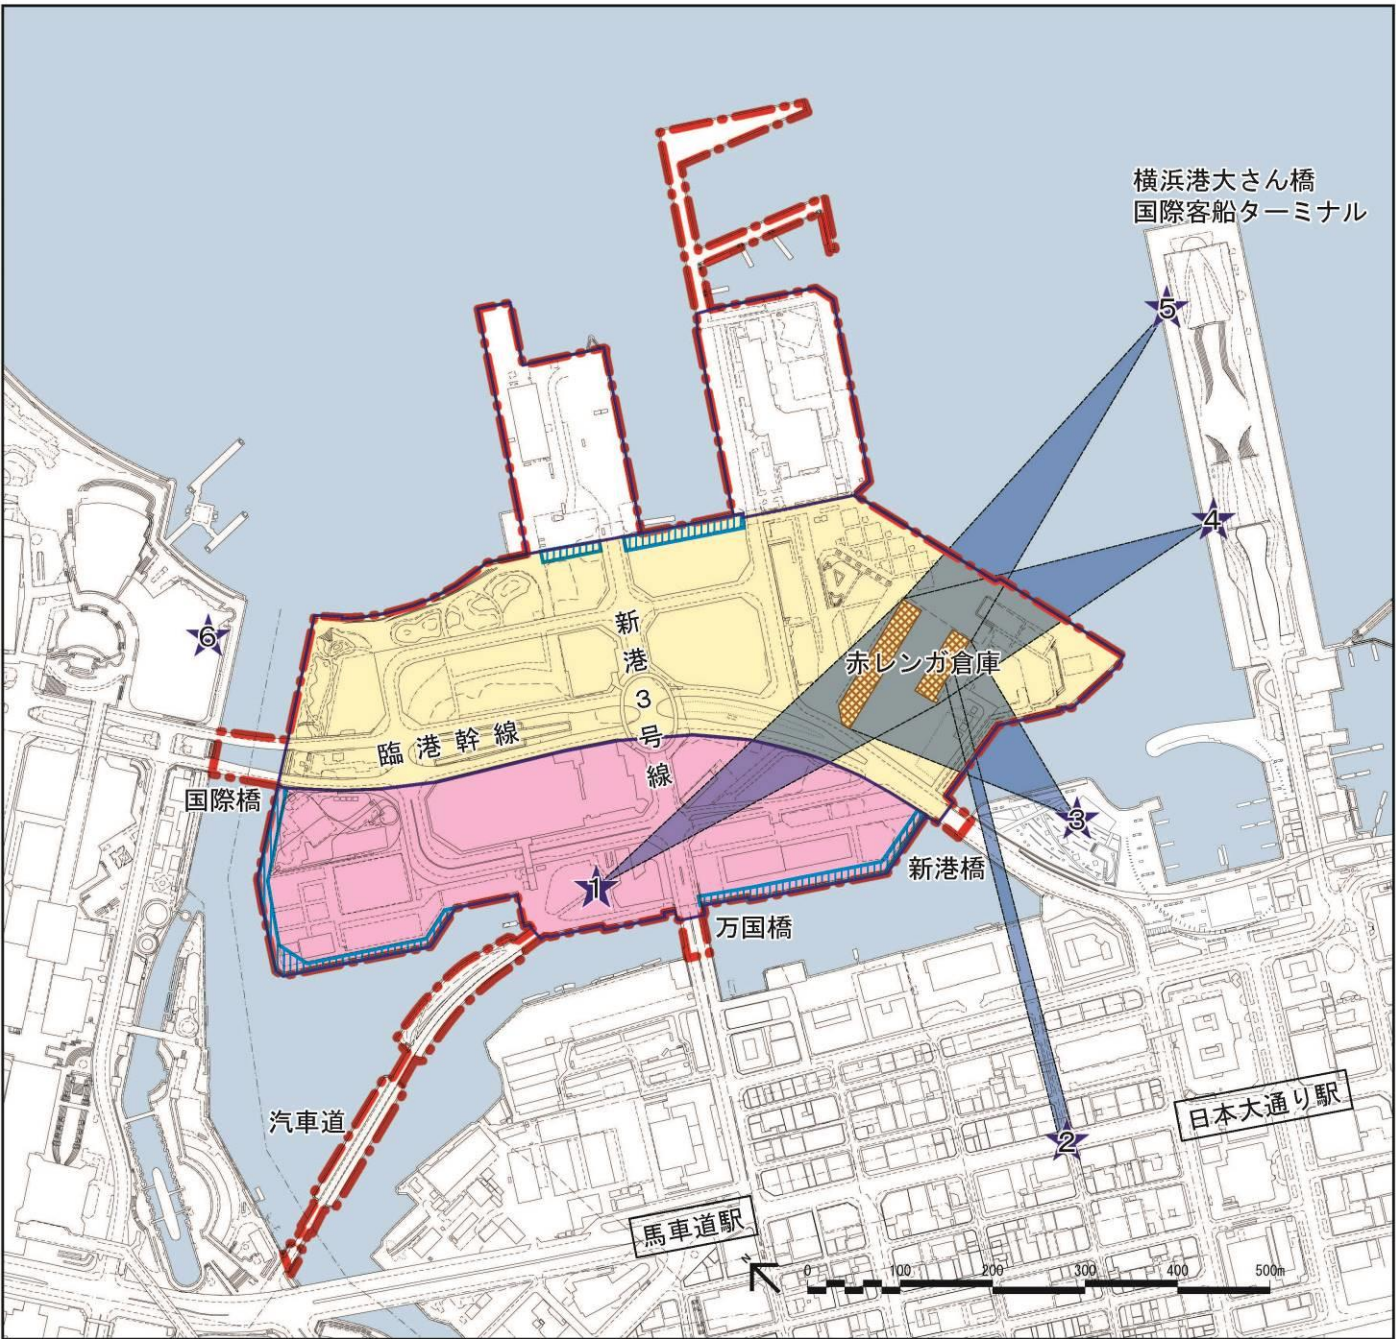 横浜港大さん橋
国際客船ターミナル
5
4
6
新港3号線
赤レンガ倉庫
臨港幹線
国際橋
3
新港橋
1
万国橋
汽車道
日本大通り駅
2
馬車道駅
N
0 100 200 300 400 500m